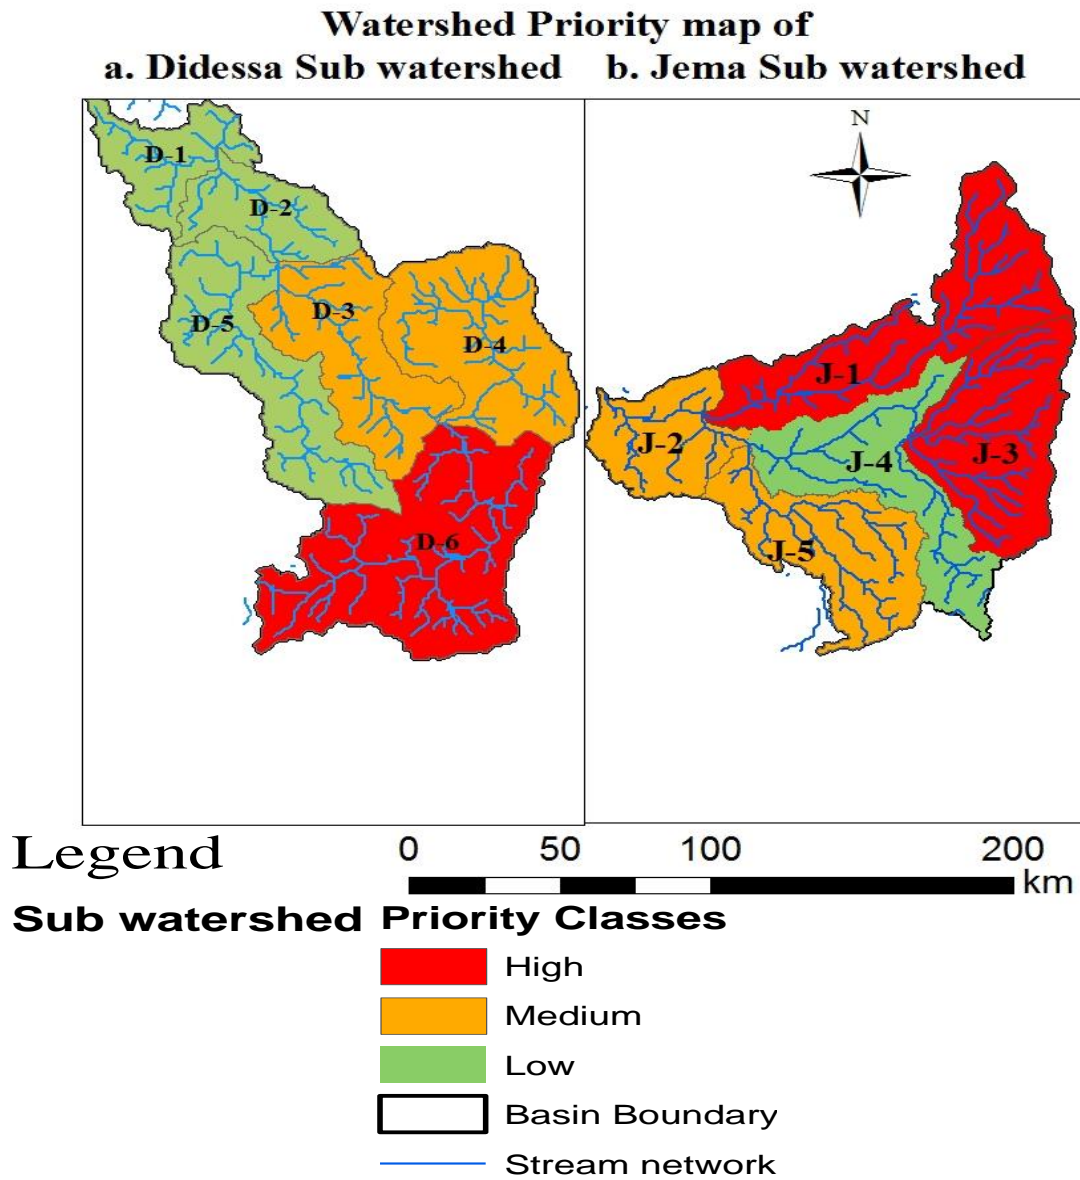 Watershed Priority map of
a. Didessa Sub watershed b. Jema Sub watershed
N
D-1
D-2
D-3
D-4
D-5
D-6
J-1
J-2
J-3
J-4
J-5
Legend
0 50 100 200
km
Sub watershed Priority Classes
High
Medium
Low
Basin Boundary
Stream network